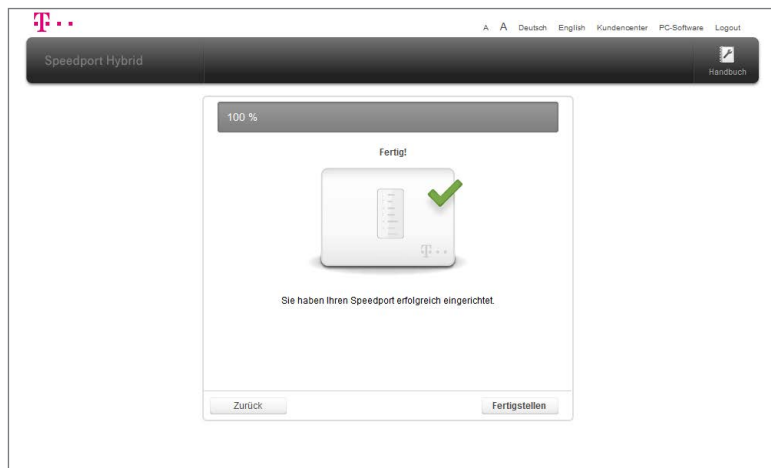 T
A A Deutsch English Kundencenter PC-Software Logout
Speedport Hybrid
Handbuch
100 %
Fertig!
T
Sie haben Ihren Speedport erfolgreich eingerichtet.
Zurück Fertigstellen